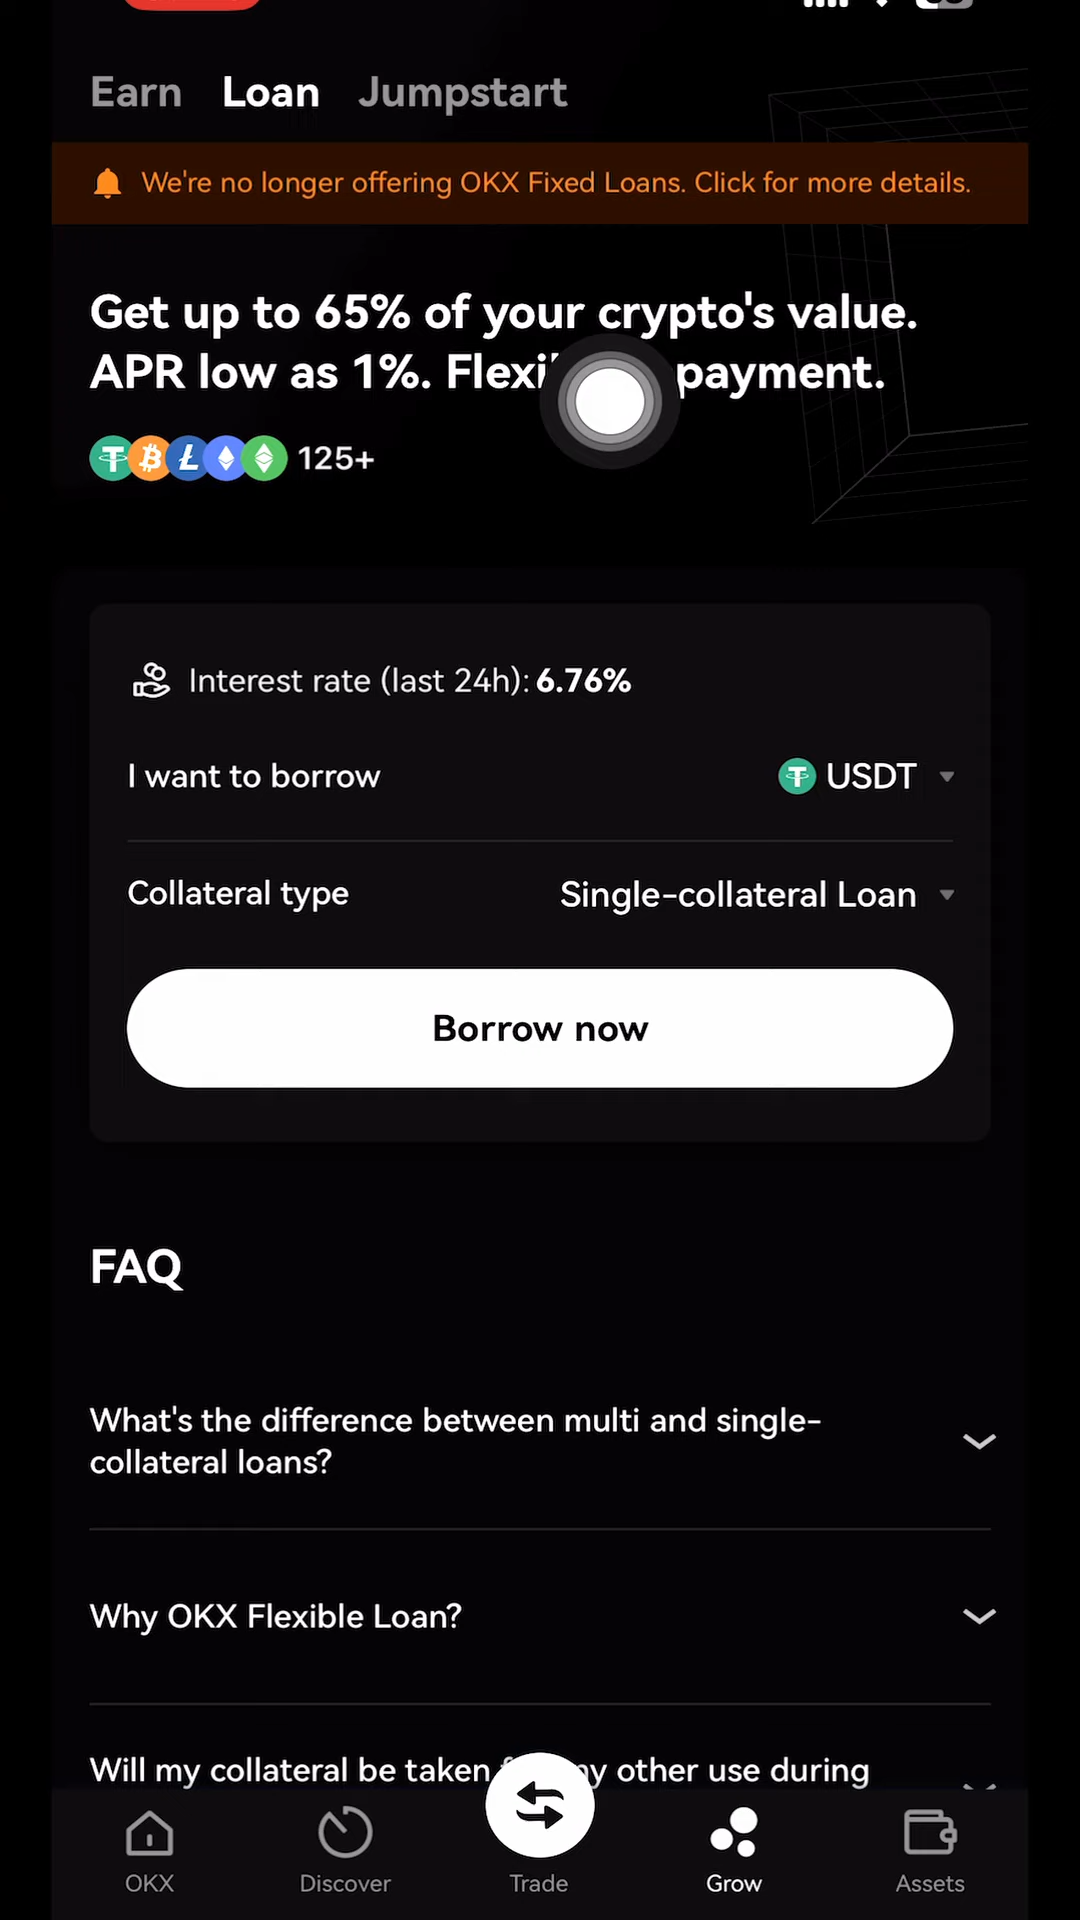 Earn Loan Jumpstart
We're no longer offering OKX Fixed Loans. Click for more details.
Get up to 65% of your crypto's value.
APR low as 1%. payment.
125+
Interest rate (last 24h): 6.76%
I want to borrow USDT
Collateral type Single-collateral Loan
Borrow now
FAQ
What's the difference between multi and single-
collateral loans?
Why OKX Flexible Loan?
Will my collateral be taken other use during
OKX Discover Trade Grow Assets